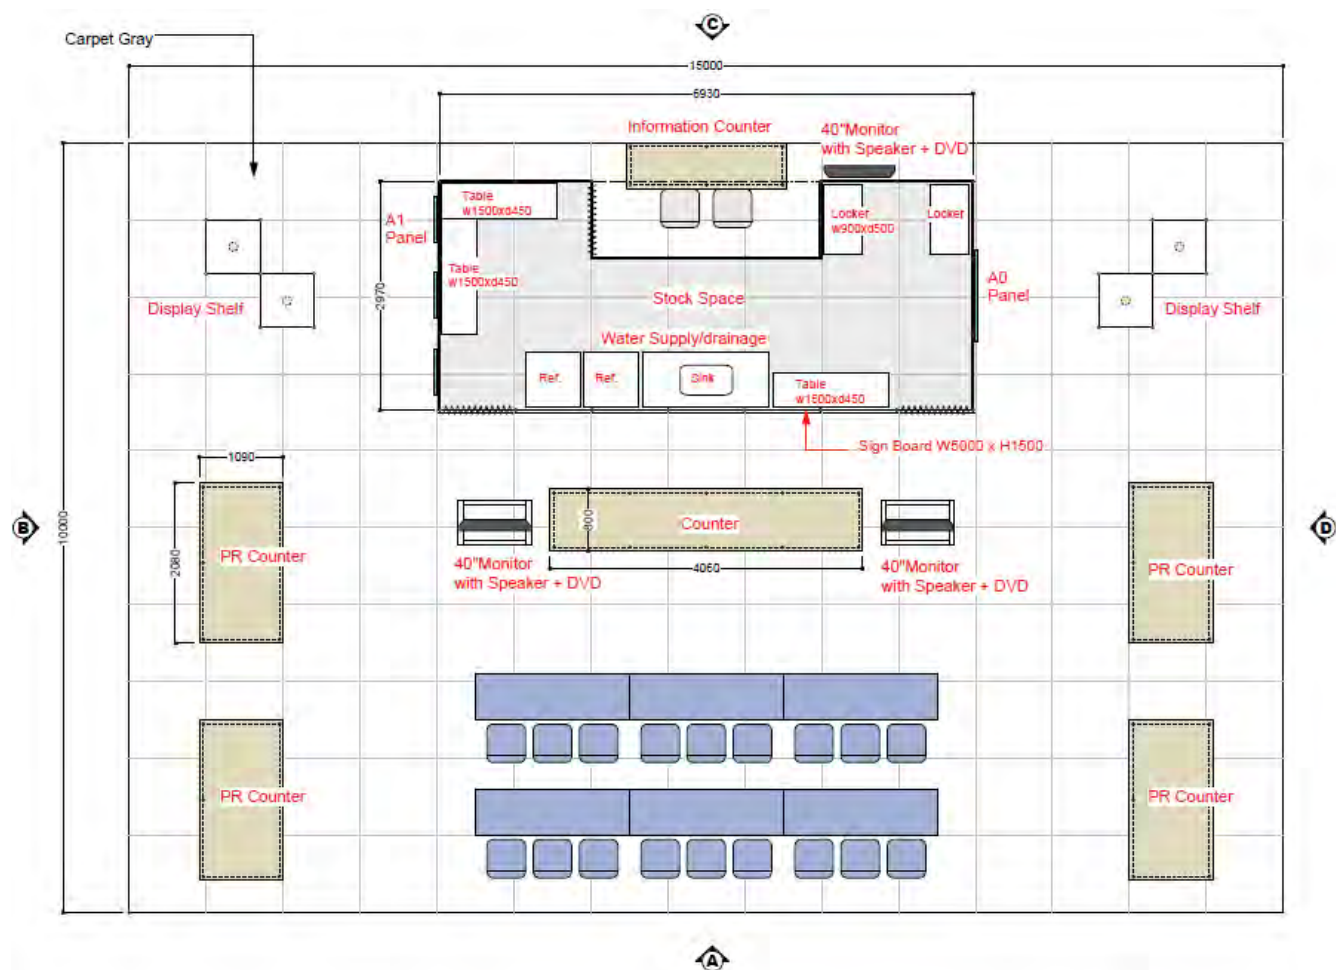 C
Carpet Gray
15000
6930
Information Counter
40"Monitor
with Speaker + DVD
Table
w1500xd450
A1
Panel
Locker
w900xd500
Locker
Table
w1500xd450
A0
Panel
Stock Space
2970
Display Shelf
Display Shelf
Water Supply/drainage
Ref.
Ref.
Sink
Table
w1500xd450
Sign Board W5000 x H1500
1090
B
10000
2080
PR Counter
800
Counter
4060
40"Monitor
with Speaker + DVD
40"Monitor
with Speaker + DVD
PR Counter
D
PR Counter
PR Counter
A